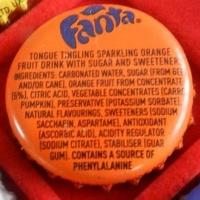 Fanta
TONGUE TINGLING SPARKLING ORANGE
FRUIT DRINK WITH SUGAR AND SWEETENERS
INGREDIENTS: CARBONATED WATER, SUGAR (FROM
AND/OR CANE), ORANGE FRUIT FROM CONCENTRATE
(5%), CITRIC ACID, VEGETABLE CONCENTRATES (CARROT,
PUMPKIN), PRESERVATIVE (POTASSIUM SORBATE)
NATURAL FLAVOURINGS, SWEETENERS (SODIUM
SACCHAPIN, ASPARTAME), ANTIOXIDANT
(ASCORBIC ACID), ACIDITY REGULATOR
(SODIUM CITRATE), STABILISER (GUAR
GUM). CONTAINS A SOURCE OF
PHENYLALANINE